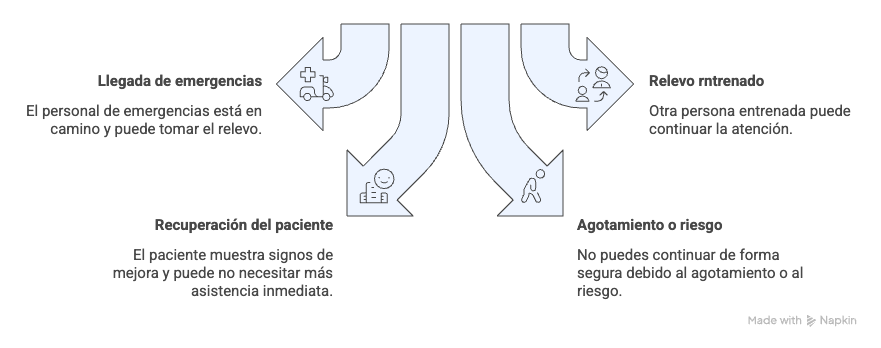 Llegada de emergencias
El personal de emergencias está en
camino y puede tomar el relevo.
Relevo rntrenado
Otra persona entrenada puede
continuar la atención.
Recuperación del paciente
El paciente muestra signos de
mejora y puede no necesitar más
asistencia inmediata.
Agotamiento o riesgo
No puedes continuar de forma
segura debido al agotamiento o al
riesgo.
Made with Napkin